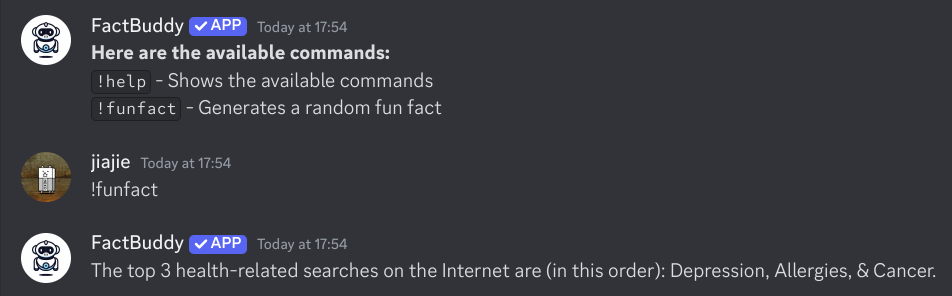 FactBuddy ✓ APP Today at 17:54
Here are the available commands:
!help - Shows the available commands
!funfact - Generates a random fun fact
jiajie Today at 17:54
!funfact
FactBuddy ✓ APP Today at 17:54
The top 3 health-related searches on the Internet are (in this order): Depression, Allergies, & Cancer.